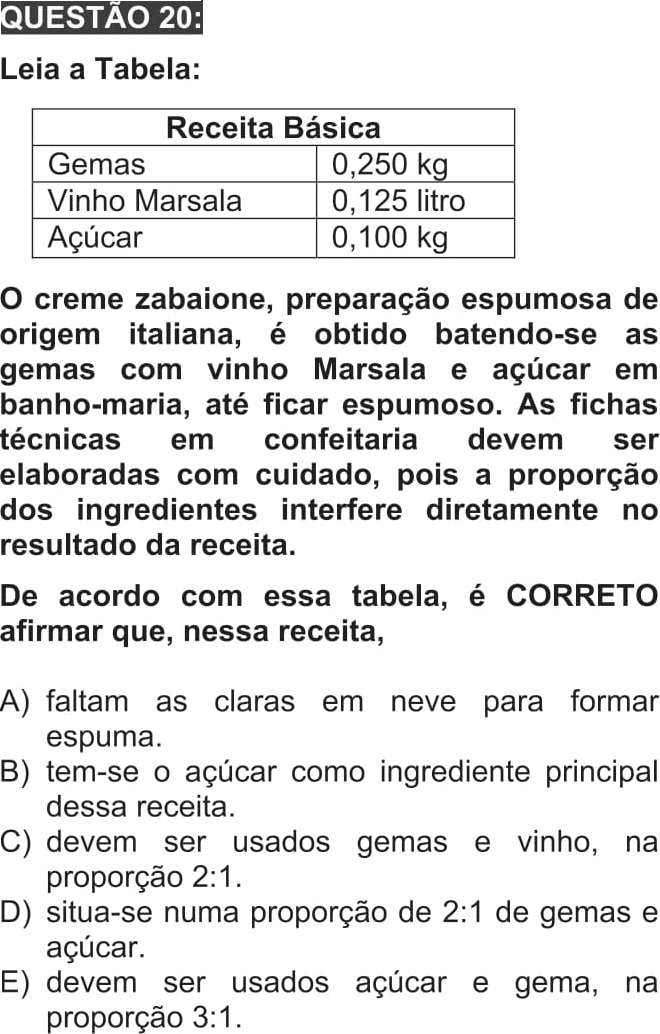 QUESTÃO 20:
Leia a Tabela:
Receita Básica
Gemas 0,250 kg
Vinho Marsala 0,125 litro
Açúcar 0,100 kg
O creme zabaione, preparação espumosa de
origem italiana, é obtido batendo-se as
gemas com vinho Marsala e açúcar em
banho-maria, até ficar espumoso. As fichas
técnicas em confeitaria devem ser
elaboradas com cuidado, pois a proporção
dos ingredientes interfere diretamente no
resultado da receita.
De acordo com essa tabela, é CORRETO
afirmar que, nessa receita,
A) faltam as claras em neve para formar
espuma.
B) tem-se o açúcar como ingrediente principal
dessa receita.
C) devem ser usados gemas e vinho, na
proporção 2:1.
D) situa-se numa proporção de 2:1 de gemas e
açúcar.
E) devem ser usados açúcar e gema, na
proporção 3:1.